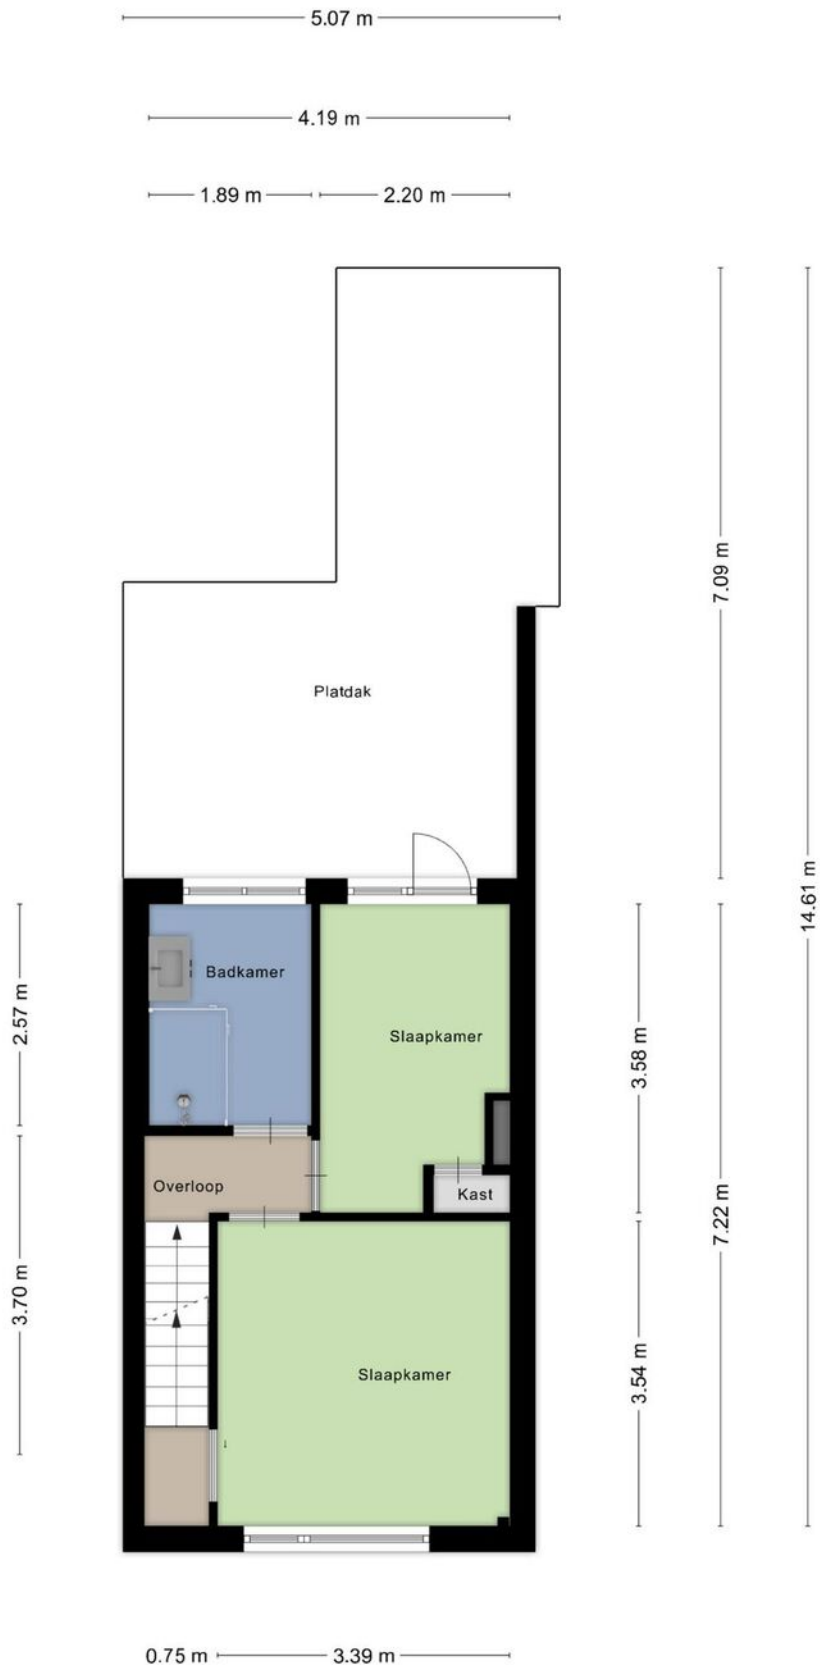 5.07 m
4.19 m
1.89 m
2.20 m
7.09 m
Platdak
14.61 m
Badkamer
2.57 m
Slaapkamer
3.58 m
Overloop
Kast
7.22 m
3.70 m
Slaapkamer
3.54 m
0.75 m
3.39 m